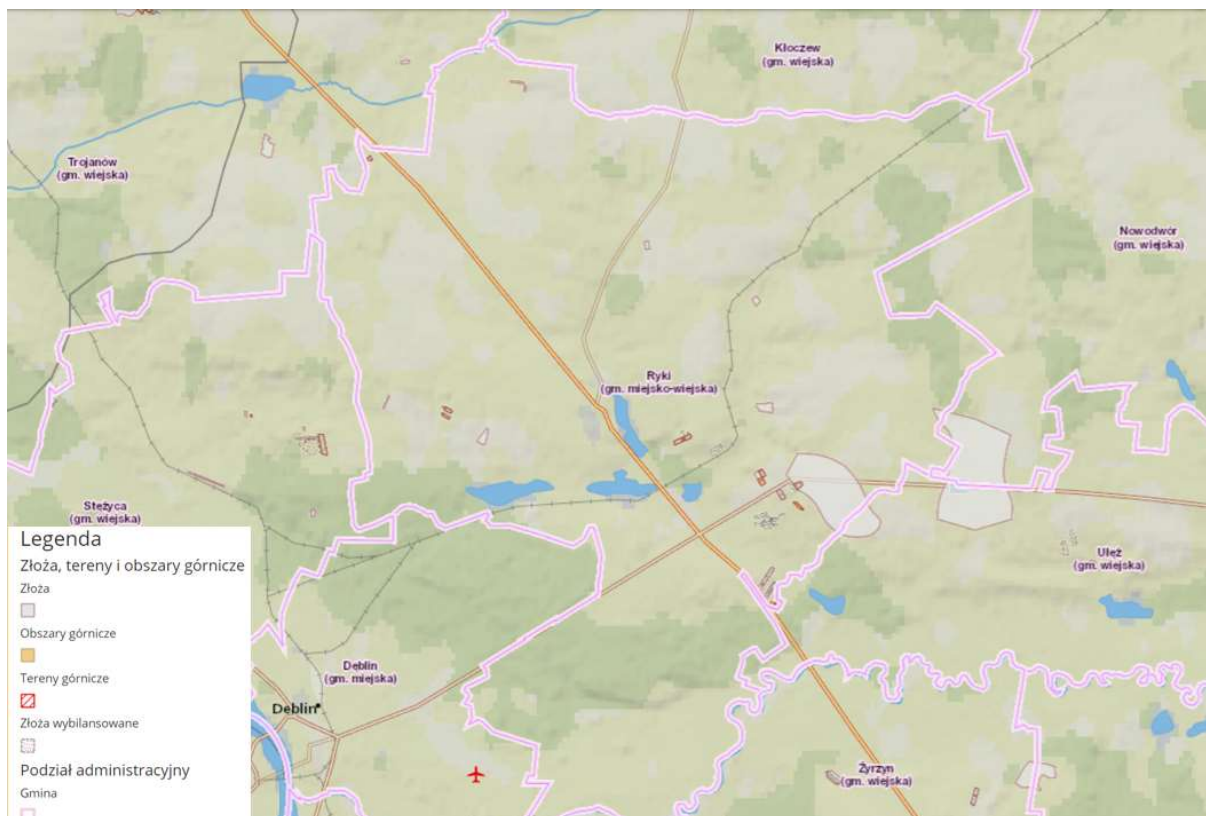 Kłoczew
(gm. wiejska)
Trojanów
(gm. wiejska)
Nowodwór
(gm. wiejska)
Ryki
(gm. miejsko-wiejska)
Stężyca
(gm. wiejska)
Ułęż
(gm. wiejska)
Dęblin
(gm. miejska)
Dęblin
Żyrzyn
(gm. wiejska)
Legenda
Złoża, tereny i obszary górnicze
Złoża
Obszary górnicze
Tereny górnicze
Złoża wybilansowane
Podział administracyjny
Gmina